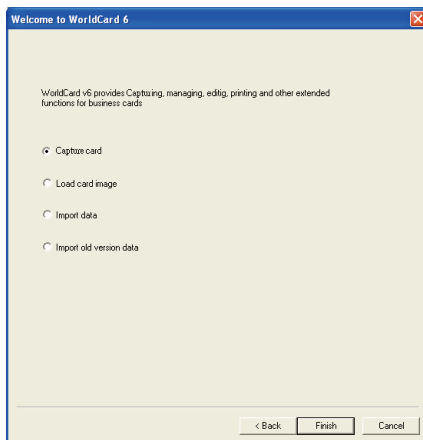 Welcome to WorldCard 6
WorldCard v6 provides Capturing, managing, editig, printing and other extended
functions for business cards
Capture card
Load card image
Import data
Import old version data
< Back Finish Cancel